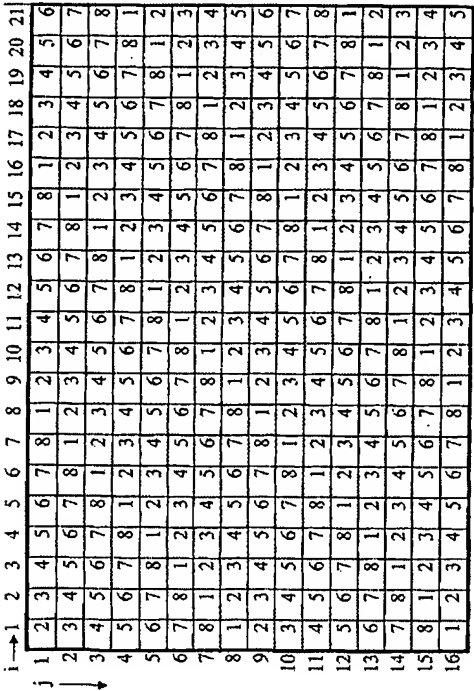 i → 1 2 3 4 5 6 7 8 9 10 11 12 13 14 15 16 17 18 19 20 21
j 1 2 3 4 5 6 7 8 1 2 3 4 5 6 7 8 1 2 3 4 5 6
↓ 2 3 4 5 6 7 8 1 2 3 4 5 6 7 8 1 2 3 4 5 6 7
3 4 5 6 7 8 1 2 3 4 5 6 7 8 1 2 3 4 5 6 7 8
4 5 6 7 8 1 2 3 4 5 6 7 8 1 2 3 4 5 6 7 8 1
5 6 7 8 1 2 3 4 5 6 7 8 1 2 3 4 5 6 7 8 1 2
6 7 8 1 2 3 4 5 6 7 8 1 2 3 4 5 6 7 8 1 2 3
7 8 1 2 3 4 5 6 7 8 1 2 3 4 5 6 7 8 1 2 3 4
8 1 2 3 4 5 6 7 8 1 2 3 4 5 6 7 8 1 2 3 4 5
9 2 3 4 5 6 7 8 1 2 3 4 5 6 7 8 1 2 3 4 5 6
10 3 4 5 6 7 8 1 2 3 4 5 6 7 8 1 2 3 4 5 6 7
11 4 5 6 7 8 1 2 3 4 5 6 7 8 1 2 3 4 5 6 7 8
12 5 6 7 8 1 2 3 4 5 6 7 8 1 2 3 4 5 6 7 8 1
13 6 7 8 1 2 3 4 5 6 7 8 1 2 3 4 5 6 7 8 1 2
14 7 8 1 2 3 4 5 6 7 8 1 2 3 4 5 6 7 8 1 2 3
15 8 1 2 3 4 5 6 7 8 1 2 3 4 5 6 7 8 1 2 3 4
16 1 2 3 4 5 6 7 8 1 2 3 4 5 6 7 8 1 2 3 4 5